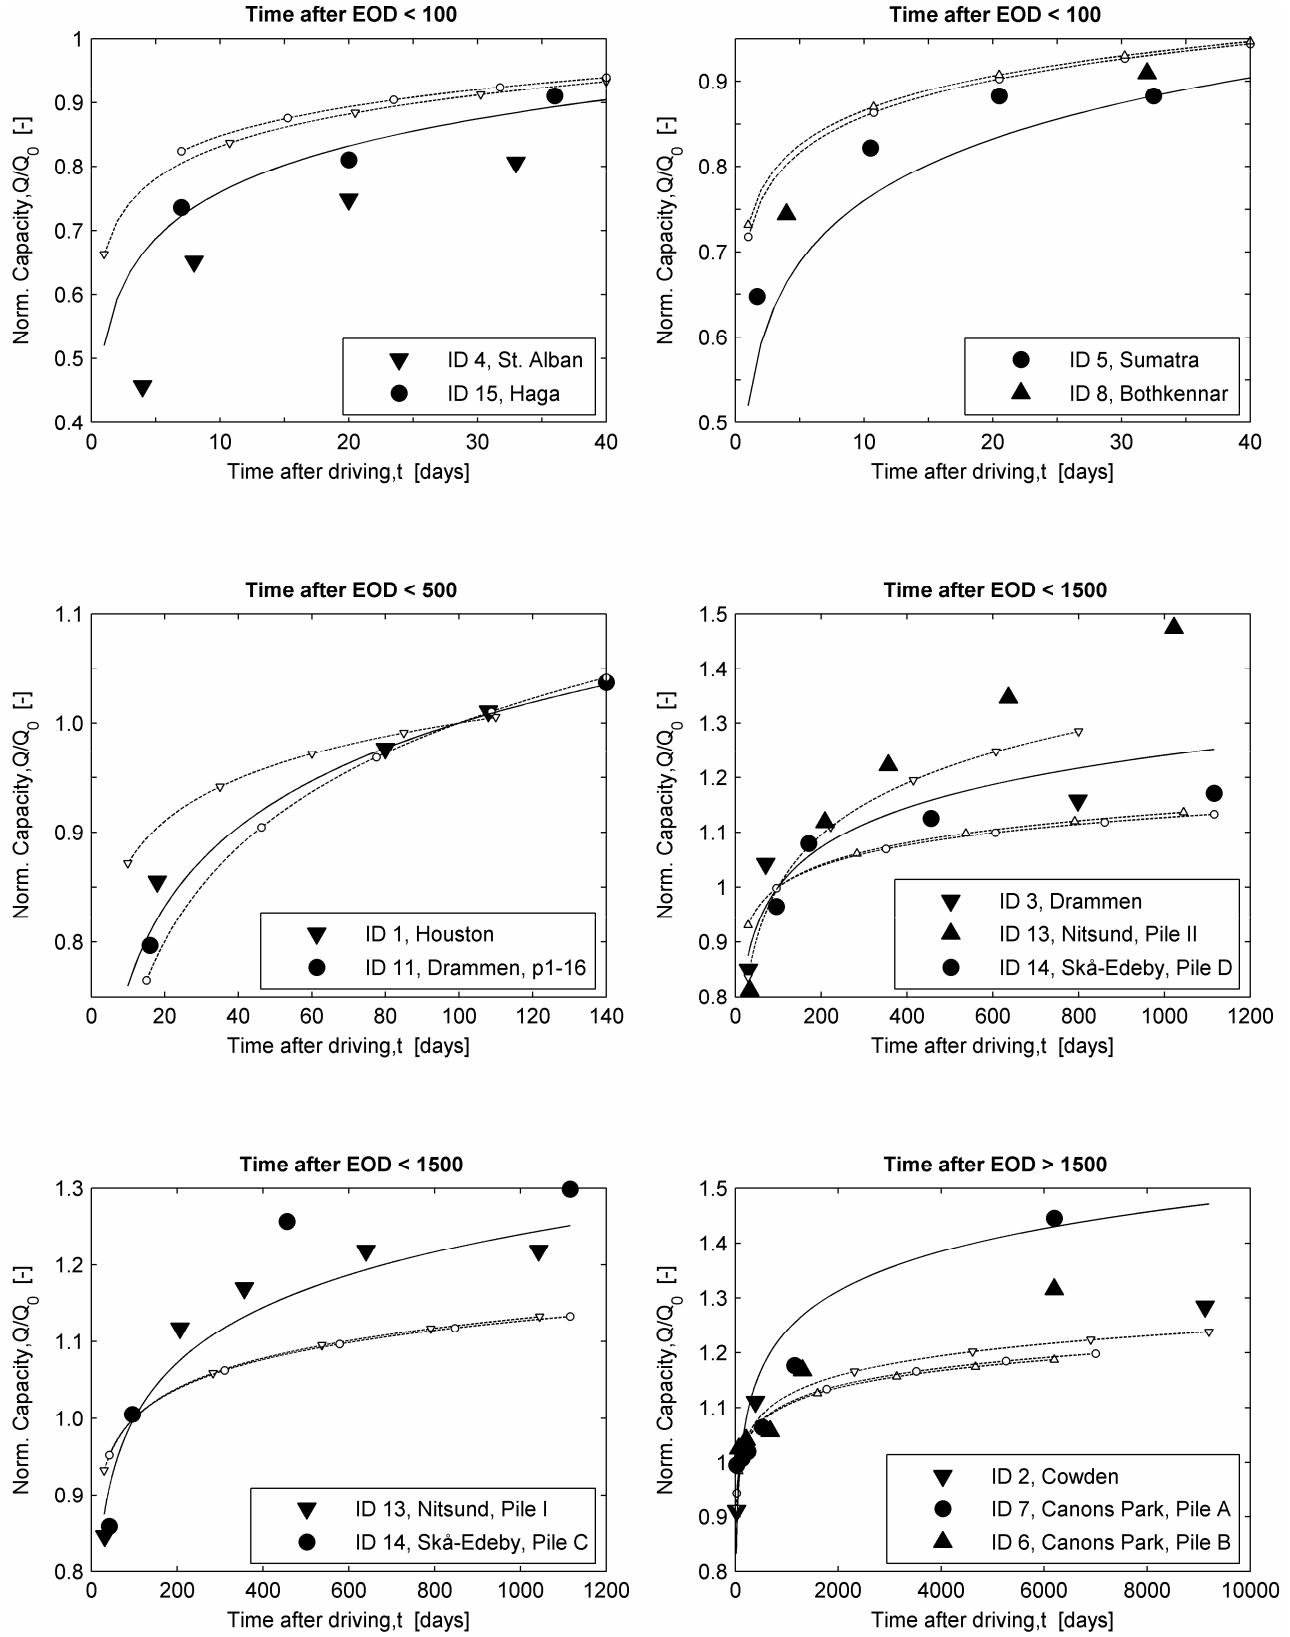 Time after EOD < 100
Norm. Capacity,Q/Q0 [-]
1
0.9
0.8
0.7
0.6
0.5
0.4
0 10 20 30 40
Time after driving,t [days]
ID 4, St. Alban
ID 15, Haga
Time after EOD < 100
Norm. Capacity,Q/Q0 [-]
0.9
0.8
0.7
0.6
0.5
0 10 20 30 40
Time after driving,t [days]
ID 5, Sumatra
ID 8, Bothkennar
Time after EOD < 500
Norm. Capacity,Q/Q0 [-]
1.1
1.0
0.9
0.8
0 20 40 60 80 100 120 140
Time after driving,t [days]
ID 1, Houston
ID 11, Drammen, p1-16
Time after EOD < 1500
Norm. Capacity,Q/Q0 [-]
1.5
1.4
1.3
1.2
1.1
1
0.9
0.8
0 200 400 600 800 1000 1200
Time after driving,t [days]
ID 3, Drammen
ID 13, Nitsund, Pile II
ID 14, Skå-Edeby, Pile D
Time after EOD < 1500
Norm. Capacity,Q/Q0 [-]
1.3
1.2
1.1
1.0
0.9
0.8
0 200 400 600 800 1000 1200
Time after driving,t [days]
ID 13, Nitsund, Pile I
ID 14, Skå-Edeby, Pile C
Time after EOD > 1500
Norm. Capacity,Q/Q0 [-]
1.5
1.4
1.3
1.2
1.1
1
0.9
0.8
0 2000 4000 6000 8000 10000
Time after driving,t [days]
ID 2, Cowden
ID 7, Canons Park, Pile A
ID 6, Canons Park, Pile B